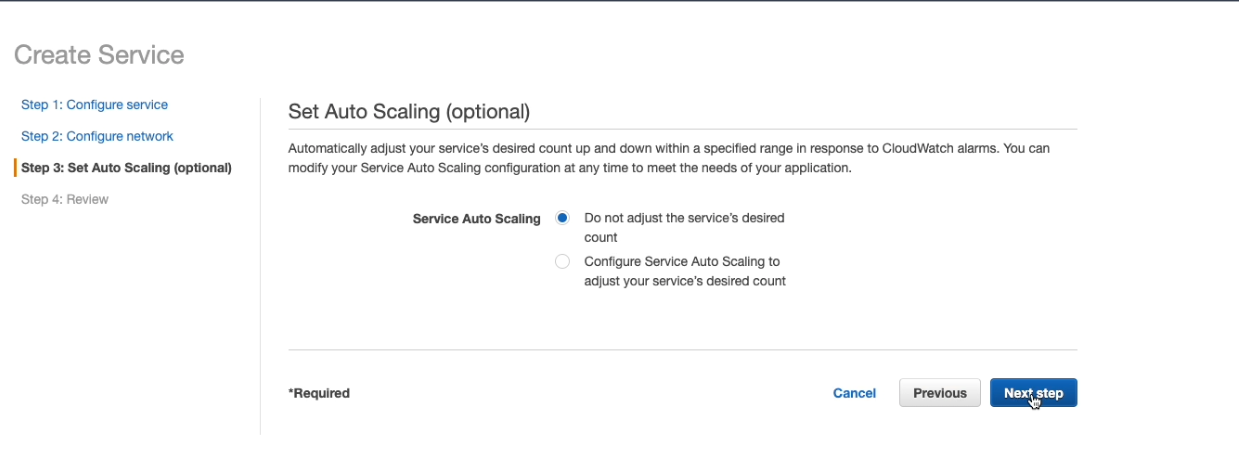 Create Service
Step 1: Configure service
Step 2: Configure network
Step 3: Set Auto Scaling (optional)
Step 4: Review
Set Auto Scaling (optional)
Automatically adjust your service's desired count up and down within a specified range in response to CloudWatch alarms. You can
modify your Service Auto Scaling configuration at any time to meet the needs of your application.
Service Auto Scaling
Do not adjust the service's desired
count
Configure Service Auto Scaling to
adjust your service's desired count
*Required
Cancel
Previous
Next step